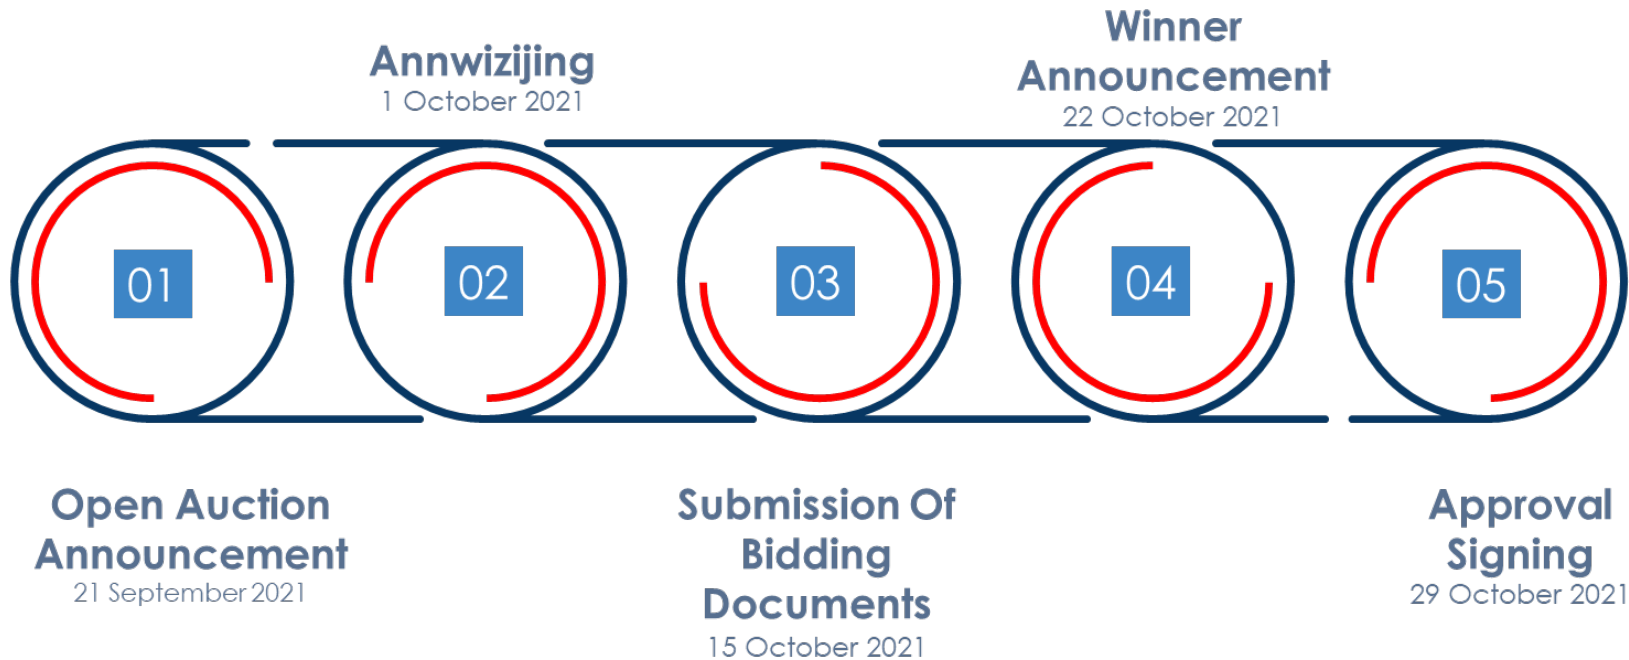 01
Open Auction
Announcement
21 September 2021
02
Annwizijing
1 October 2021
03
Submission Of
Bidding
Documents
15 October 2021
04
Winner
Announcement
22 October 2021
05
Approval
Signing
29 October 2021